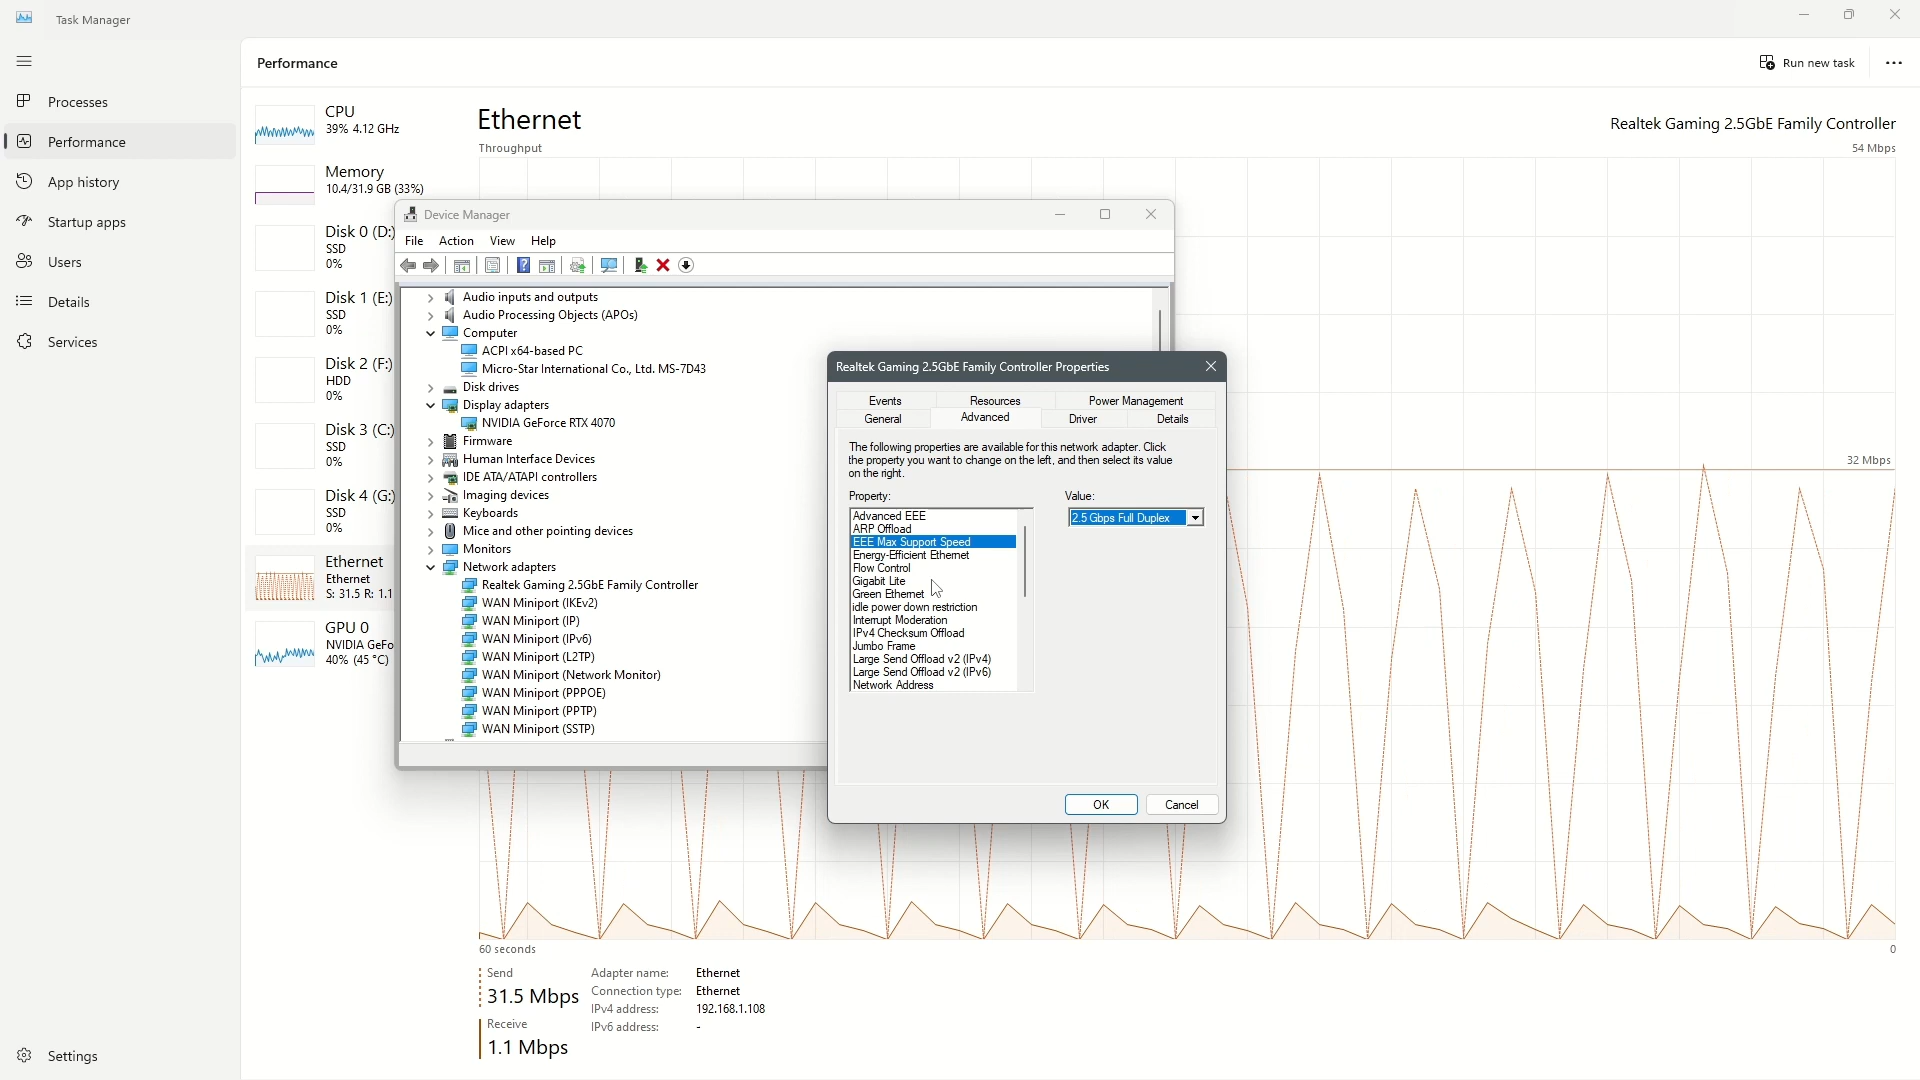 Task Manager
Performance
Run new task
Processes
Performance
App history
Startup apps
Users
Details
Services
Settings
CPU
39% 4.12 GHz
Memory
10.4/31.9 GB (33%)
Disk 0 (D:)
SSD
0%
Disk 1 (E:)
SSD
0%
Disk 2 (F:)
HDD
0%
Disk 3 (C:)
SSD
0%
Disk 4 (G:)
SSD
0%
Ethernet
Ethernet
S: 31.5 R: 1.1
GPU 0
NVIDIA GeFo
40% (45 °C)
Ethernet
Realtek Gaming 2.5GbE Family Controller
Throughput
54 Mbps
32 Mbps
Device Manager
File Action View Help
Audio inputs and outputs
Audio Processing Objects (APOs)
Computer
ACPI x64-based PC
Micro-Star International Co., Ltd. MS-7D43
Disk drives
Display adapters
NVIDIA GeForce RTX 4070
Firmware
Human Interface Devices
IDE ATA/ATAPI controllers
Imaging devices
Keyboards
Mice and other pointing devices
Monitors
Network adapters
Realtek Gaming 2.5GbE Family Controller
WAN Miniport (IKEv2)
WAN Miniport (IP)
WAN Miniport (IPv6)
WAN Miniport (L2TP)
WAN Miniport (Network Monitor)
WAN Miniport (PPPOE)
WAN Miniport (PPTP)
WAN Miniport (SSTP)
Realtek Gaming 2.5GbE Family Controller Properties
Events Resources Power Management
General Advanced Driver Details
The following properties are available for this network adapter. Click
the property you want to change on the left, and then select its value
on the right.
Property: Value:
Advanced EEE
ARP Offload
EEE Max Support Speed
Energy-Efficient Ethernet
Flow Control
Gigabit Lite
Green Ethernet
idle power down restriction
Interrupt Moderation
IPv4 Checksum Offload
Jumbo Frame
Large Send Offload v2 (IPv4)
Large Send Offload v2 (IPv6)
Network Address
2.5 Gbps Full Duplex
OK Cancel
60 seconds 0
Send
31.5 Mbps
Receive
1.1 Mbps
Adapter name: Ethernet
Connection type: Ethernet
IPv4 address: 192.168.1.108
IPv6 address: -